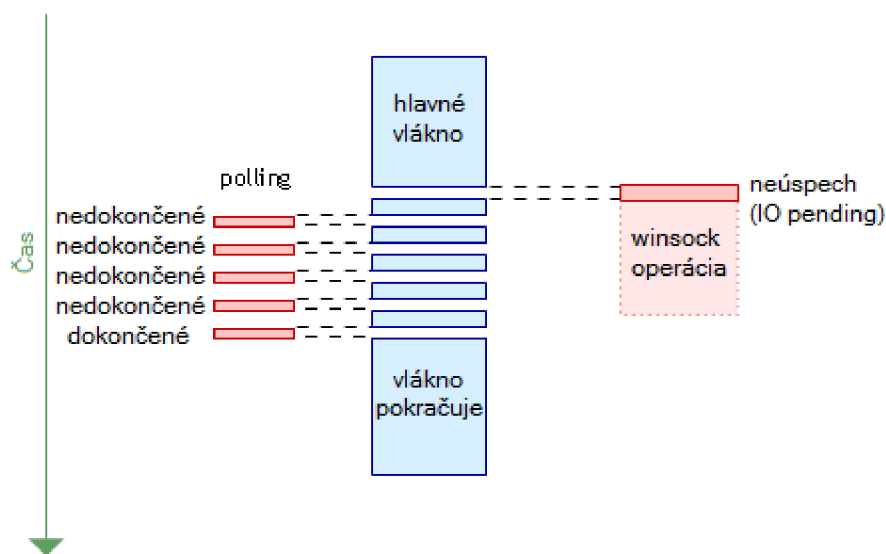 Čas
polling
nedokončené
nedokončené
nedokončené
nedokončené
dokončené
hlavné
vlákno
vlákno
pokračuje
neúspech
(IO pending)
winsock
operácia